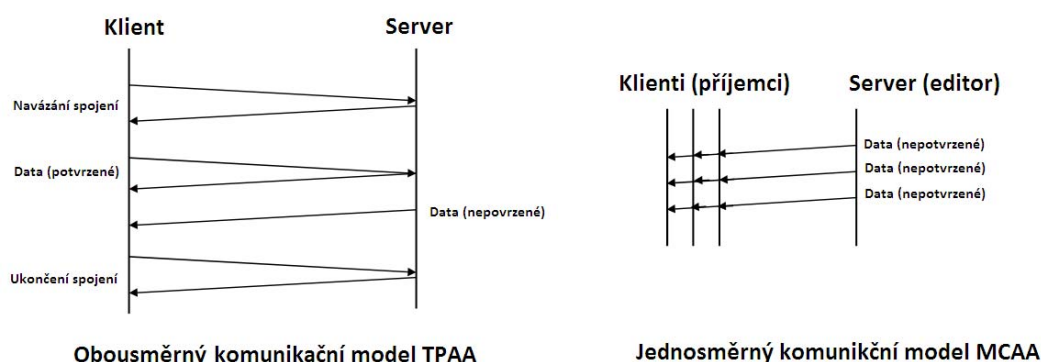 Klient
Server
Navázání spojení
Data (potvrzené)
Data (nepovrzené)
Ukončení spojení
Obousměrný komunikační model TPAA
Klienti (příjemci)
Server (editor)
Data (nepotvrzené)
Data (nepotvrzené)
Data (nepotvrzené)
Jednosměrný komunikční model MCAA